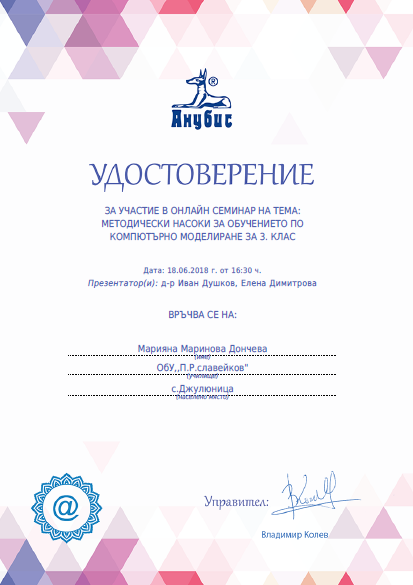 ®
Анубис
УДОСТОВЕРЕНИЕ
ЗА УЧАСТИЕ В ОНЛАЙН СЕМИНАР НА ТЕМА:
МЕТОДИЧЕСКИ НАСОКИ ЗА ОБУЧЕНИЕТО ПО
КОМПЮТЪРНО МОДЕЛИРАНЕ ЗА 3. КЛАС
Дата: 18.06.2018 г. от 16:30 ч.
Презентатор(и): д-р Иван Душков, Елена Димитрова
ВРЪЧВА СЕ НА:
Марияна Маринова Дончева
(име)
ОбУ,,П.Р.славейков"
(училище)
с.Джулюница
(населено място)
@
Управител:
Владимир Колев